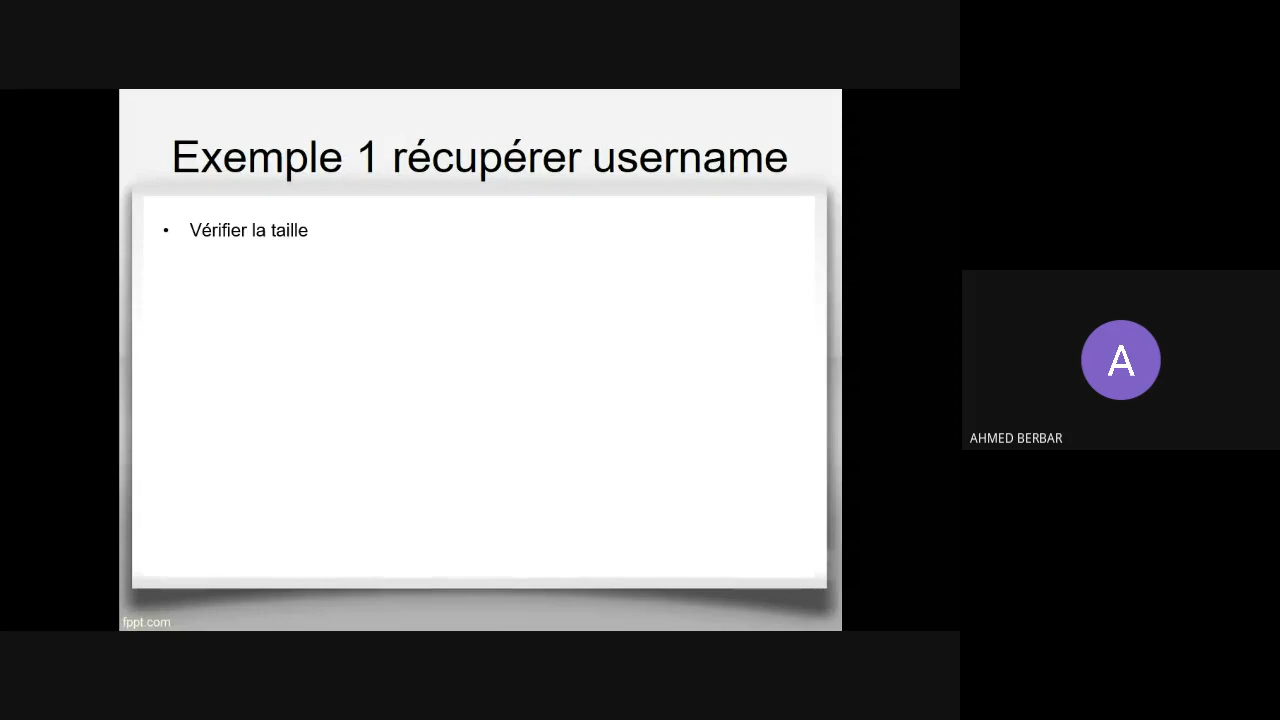 Exemple 1 récupérer username
• Vérifier la taille
A
AHMED BERBAR
fppt.com